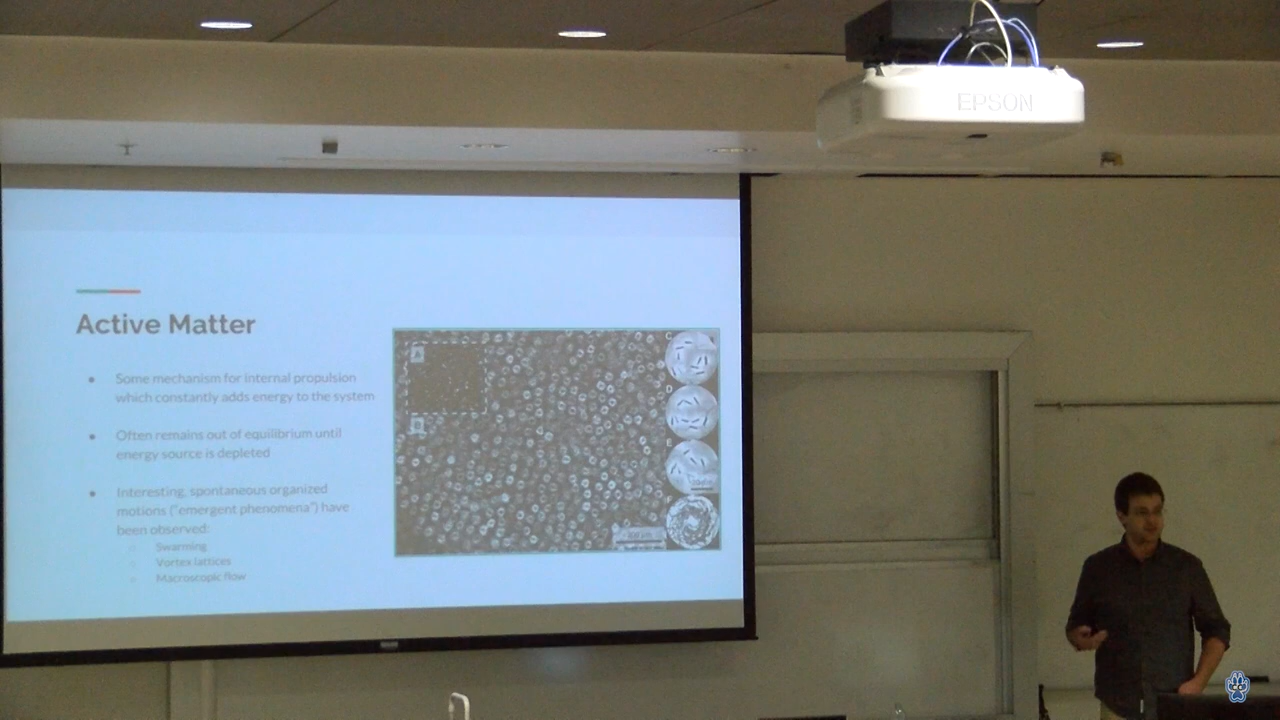 EPSON
Active Matter
Some mechanism for internal propulsion
which constantly adds energy to the system
Often remains out of equilibrium until
energy source is depleted
Interesting, spontaneous organized
motions ("emergent phenomena") have
been observed:
Swarming
Vortex lattices
Macroscopic flow
A
B
C
D
E